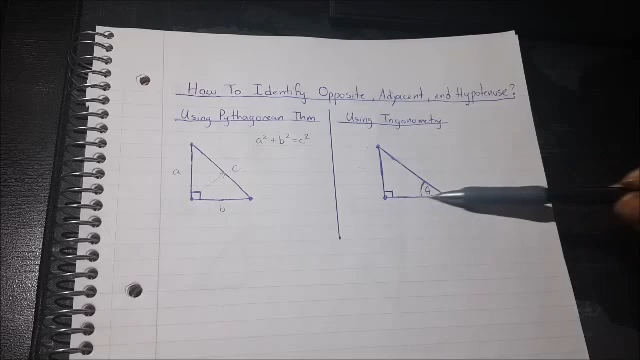 How To Identify Opposite, Adjacent, and Hypotenuse?
Using Pythagorean Thm
a² + b² = c²
a
c
b
Using Trigonometry